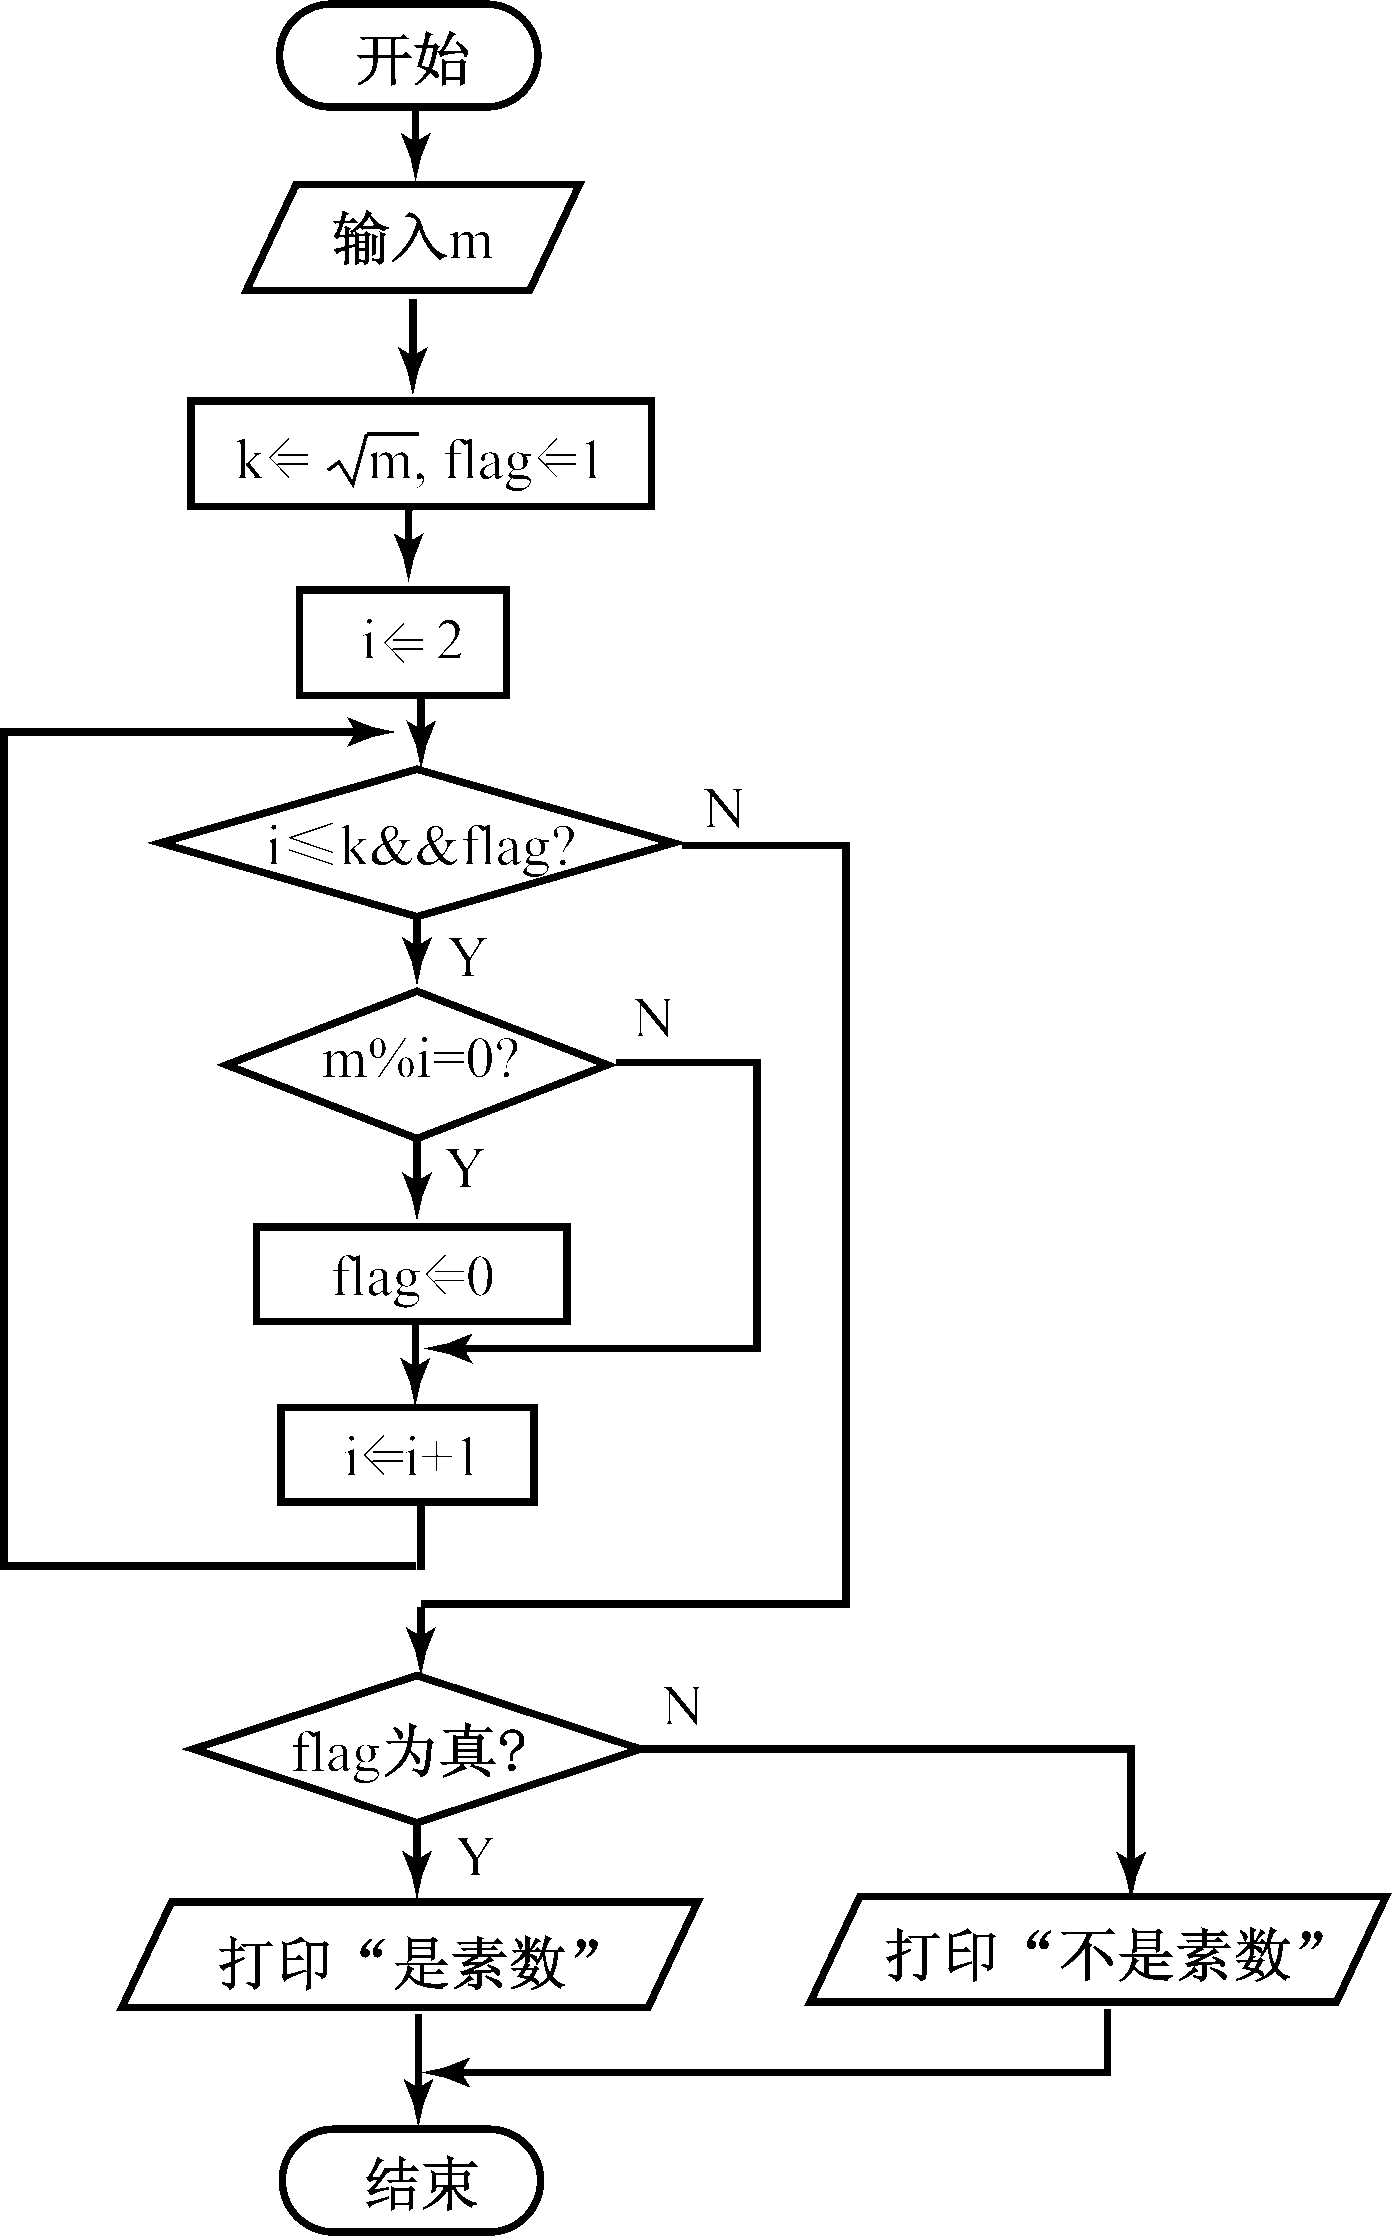 开始
输入m
k⇐√m, flag⇐1
i⇐2
i≤k&&flag?
N
Y
m%i=0?
N
Y
flag⇐0
i⇐i+1
flag为真?
N
Y
打印“是素数”
打印“不是素数”
结束